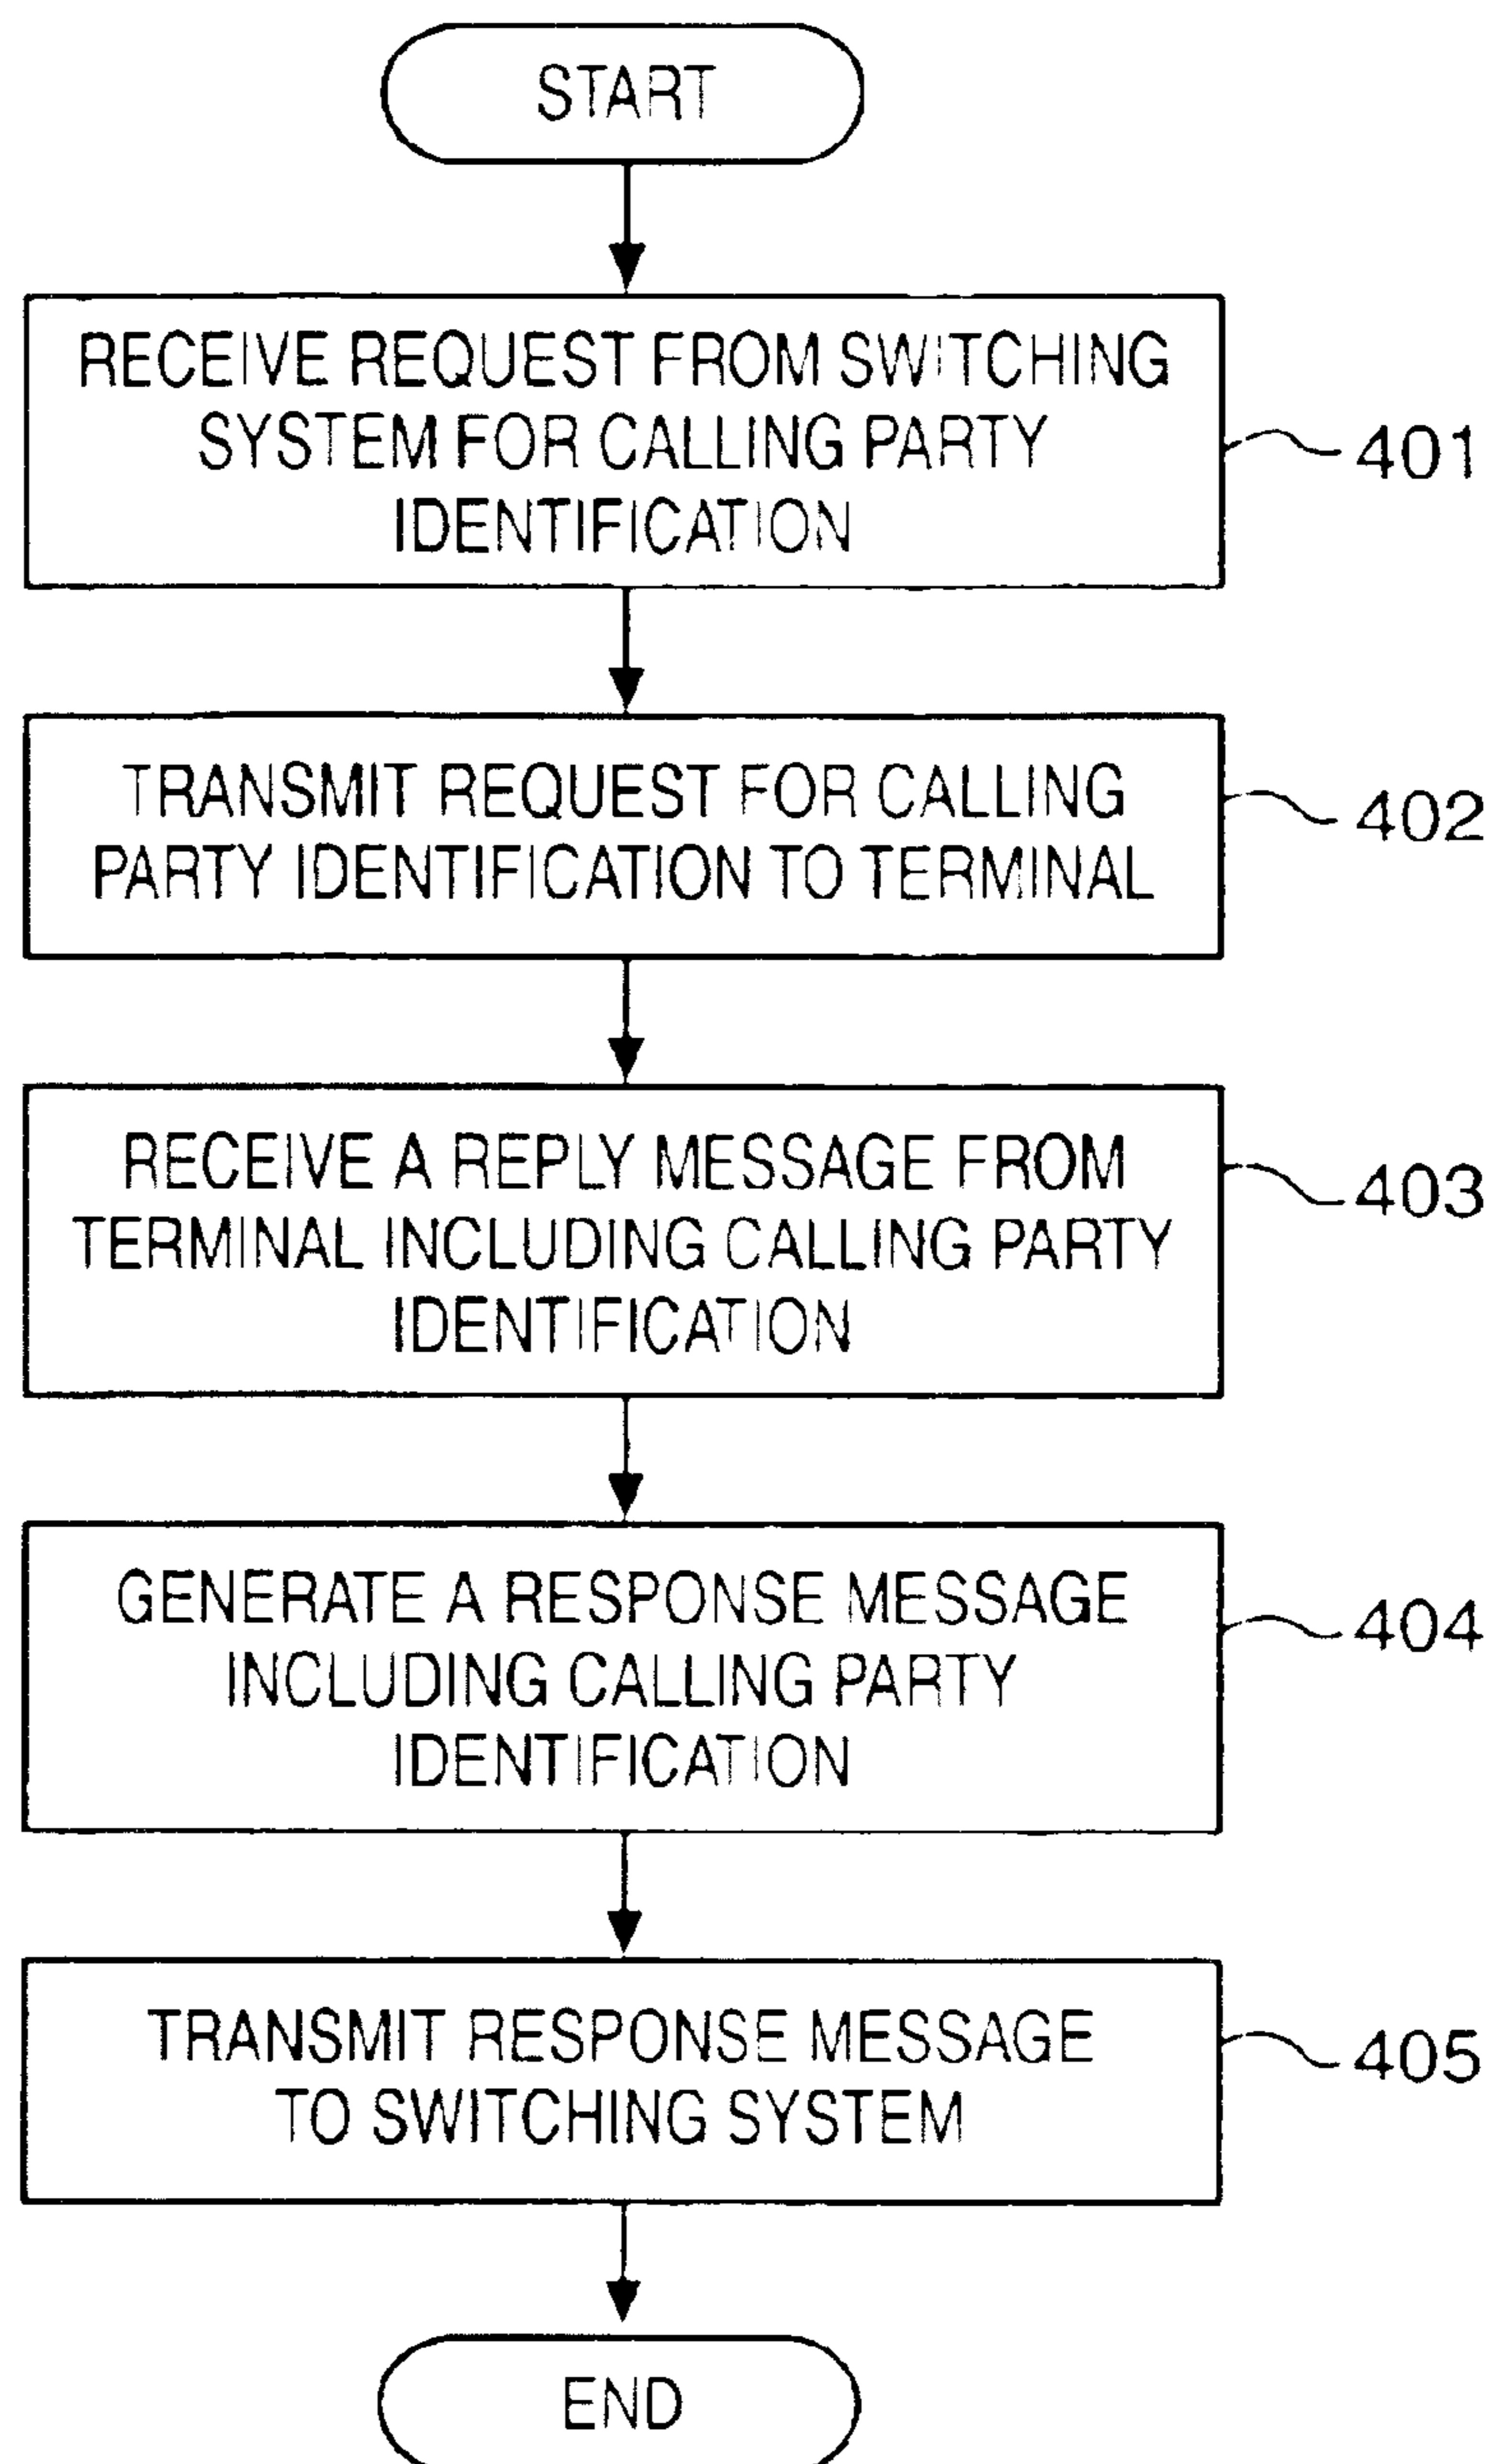 START
RECEIVE REQUEST FROM SWITCHING
SYSTEM FOR CALLING PARTY
IDENTIFICATION
401
TRANSMIT REQUEST FOR CALLING
PARTY IDENTIFICATION TO TERMINAL
402
RECEIVE A REPLY MESSAGE FROM
TERMINAL INCLUDING CALLING PARTY
IDENTIFICATION
403
GENERATE A RESPONSE MESSAGE
INCLUDING CALLING PARTY
IDENTIFICATION
404
TRANSMIT RESPONSE MESSAGE
TO SWITCHING SYSTEM
405
END